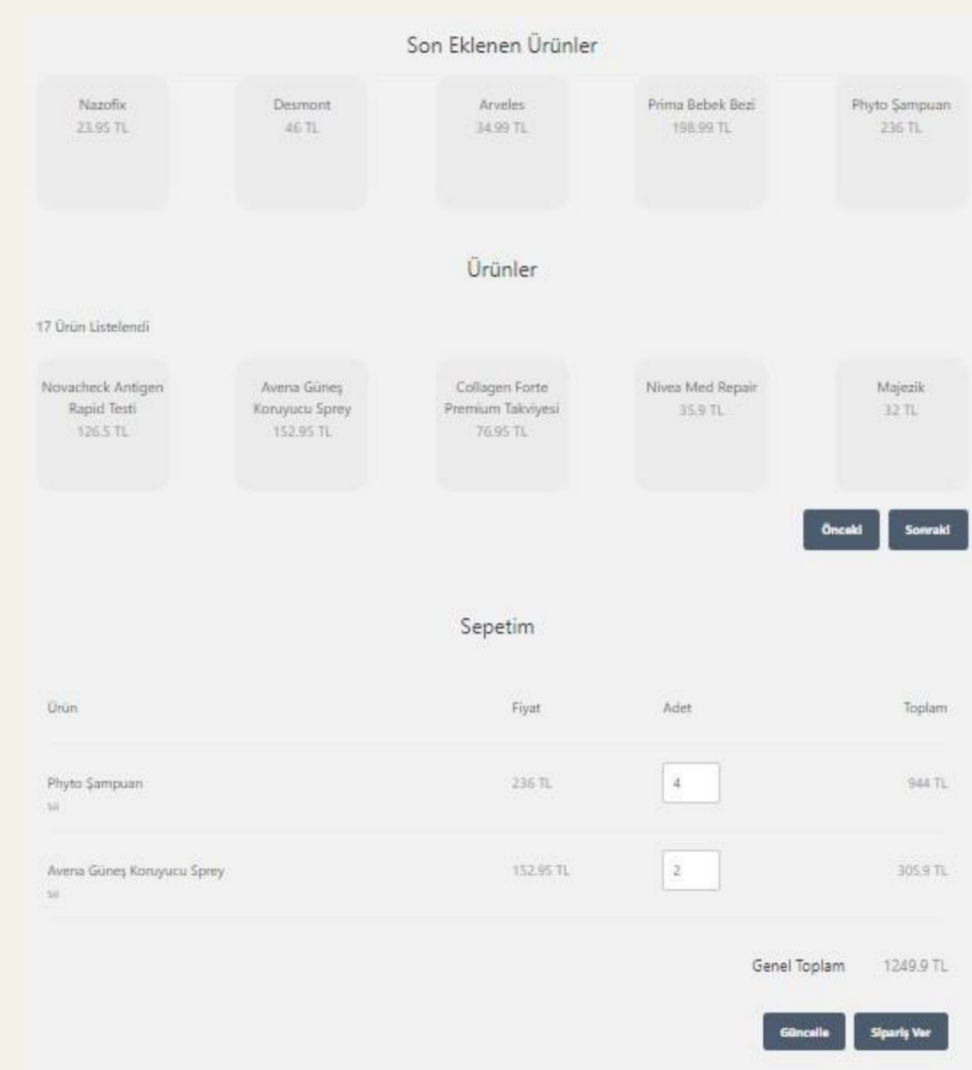 Son Eklenen Ürünler
Nazofix
23.95 TL
Desmont
46 TL
Arveles
34.99 TL
Prima Bebek Bezi
198.99 TL
Phyto Şampuan
236 TL
Ürünler
17 Ürün Listelendi
Novacheck Antigen
Rapid Testi
126.5 TL
Avena Güneş
Koruyucu Sprey
152.95 TL
Collagen Forte
Premium Takviyesi
76.95 TL
Nivea Med Repair
35.9 TL
Majezik
32 TL
Önceki Sonraki
Sepetim
Ürün Fiyat Adet Toplam
Phyto Şampuan 236 TL 4 944 TL
Sil
Avena Güneş Koruyucu Sprey 152.95 TL 2 305.9 TL
Sil
Genel Toplam 1249.9 TL
Güncelle Sipariş Ver